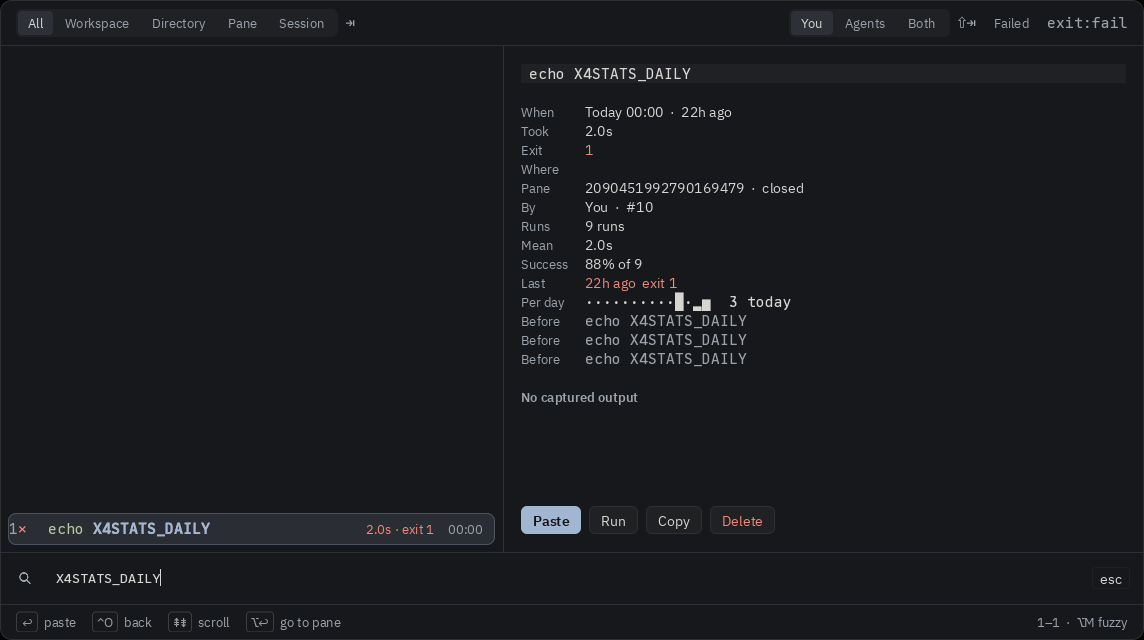 All Workspace Directory Pane Session ⇥ You Agents Both ⇧⇥ Failed exit:fail
echo X4STATS_DAILY
When Today 00:00 · 22h ago
Took 2.0s
Exit 1
Where
Pane 2090451992790169479 · closed
By You · #10
Runs 9 runs
Mean 2.0s
Success 88% of 9
Last 22h ago exit 1
Per day ··········█·▂▄ 3 today
Before echo X4STATS_DAILY
Before echo X4STATS_DAILY
Before echo X4STATS_DAILY
No captured output
Paste Run Copy Delete
1× echo X4STATS_DAILY 2.0s · exit 1 00:00
X4STATS_DAILY esc
↩ paste ^O back ⇞⇟ scroll ⌥↩ go to pane 1–1 · ⌥M fuzzy